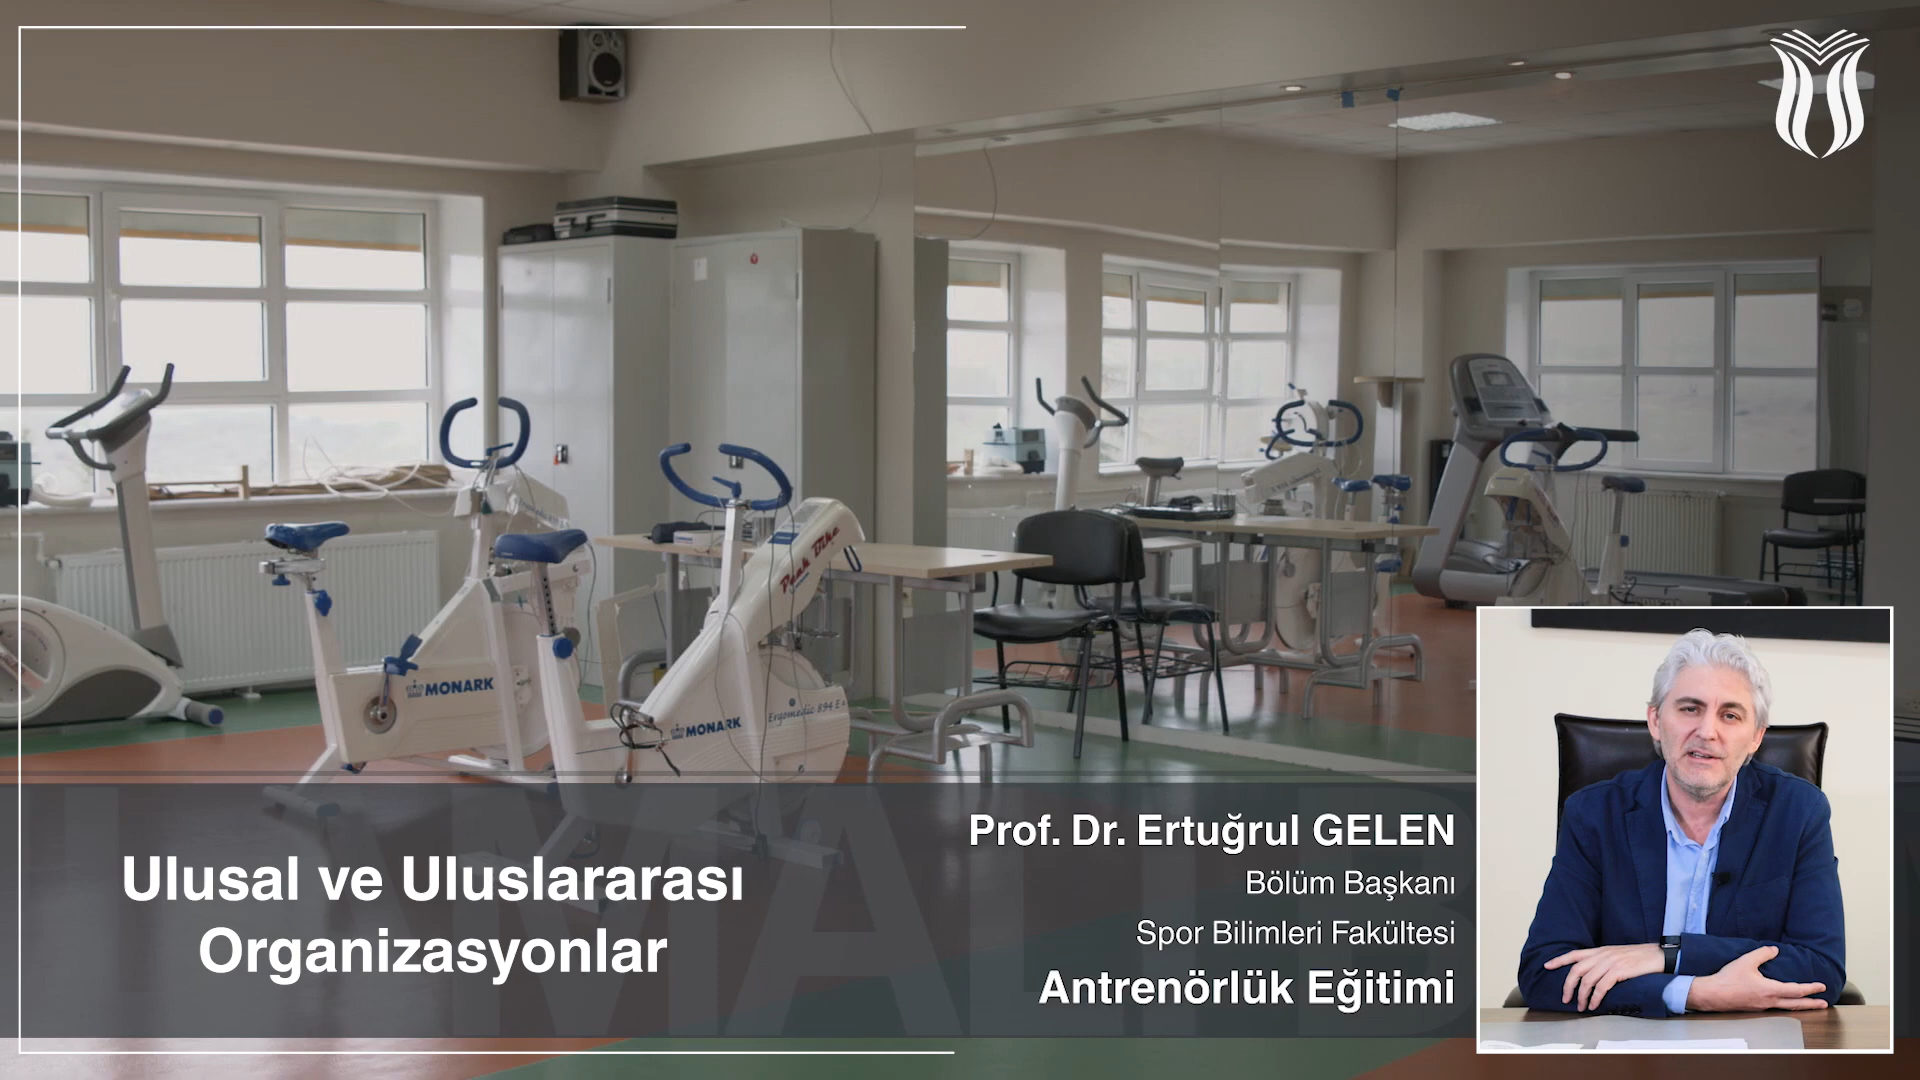 Peak Bike
MONARK
MONARK
Ergomedic 894 E
Ulusal ve Uluslararası
Organizasyonlar
Prof. Dr. Ertuğrul GELEN
Bölüm Başkanı
Spor Bilimleri Fakültesi
Antrenörlük Eğitimi